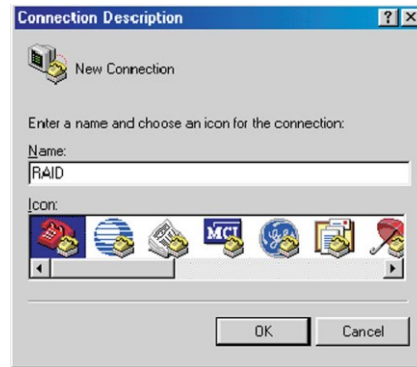 Connection Description
New Connection
Enter a name and choose an icon for the connection:
Name:
RAID
Icon:
MCI
OK
Cancel